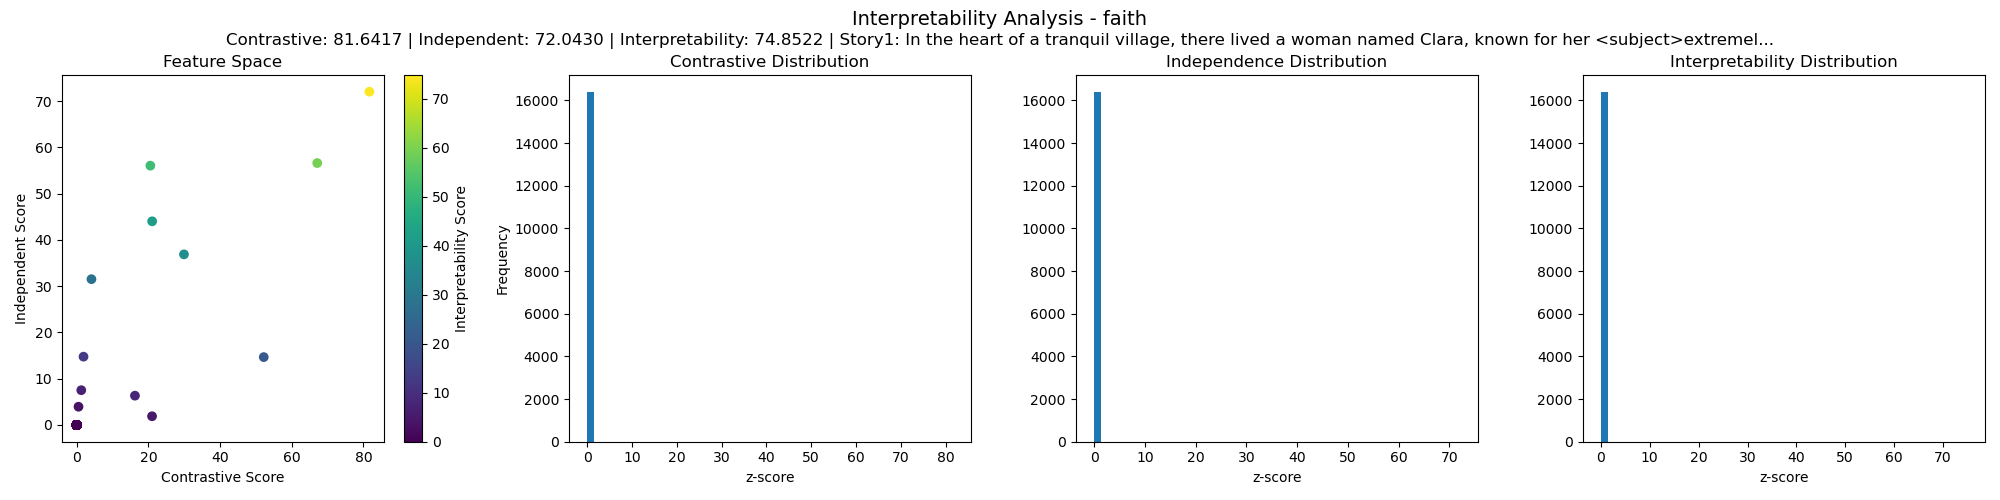 Interpretability Analysis - faith
Contrastive: 81.6417 | Independent: 72.0430 | Interpretability: 74.8522 | Story1: In the heart of a tranquil village, there lived a woman named Clara, known for her <subject>extremel...
Feature Space
Independent Score
70
60
50
40
30
20
10
0
0 20 40 60 80
Contrastive Score
70
60
50
40
30
20
10
0
Interpretability Score
Contrastive Distribution
Frequency
16000
14000
12000
10000
8000
6000
4000
2000
0
0 10 20 30 40 50 60 70 80
z-score
Independence Distribution
16000
14000
12000
10000
8000
6000
4000
2000
0
0 10 20 30 40 50 60 70
z-score
Interpretability Distribution
16000
14000
12000
10000
8000
6000
4000
2000
0
0 10 20 30 40 50 60 70
z-score